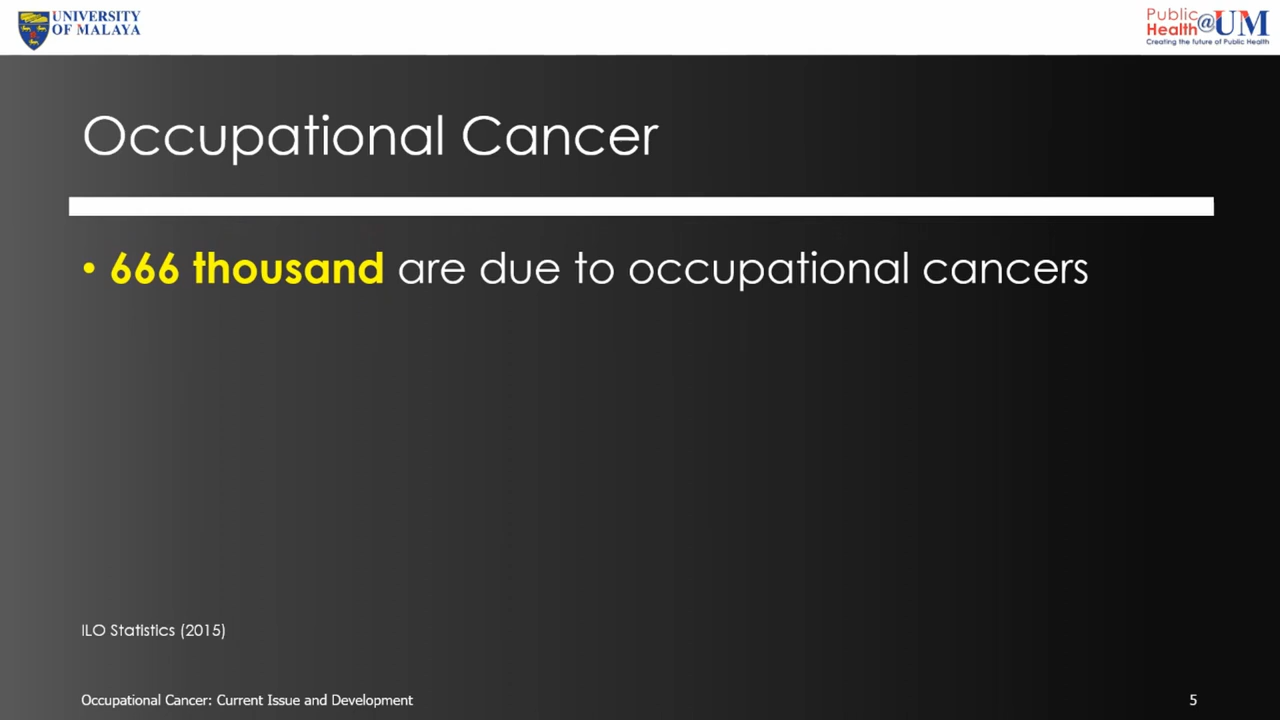 UNIVERSITY
OF MALAYA
Public
Health@UM
Creating the future of Public Health
Occupational Cancer
• 666 thousand are due to occupational cancers
ILO Statistics (2015)
Occupational Cancer: Current Issue and Development
5